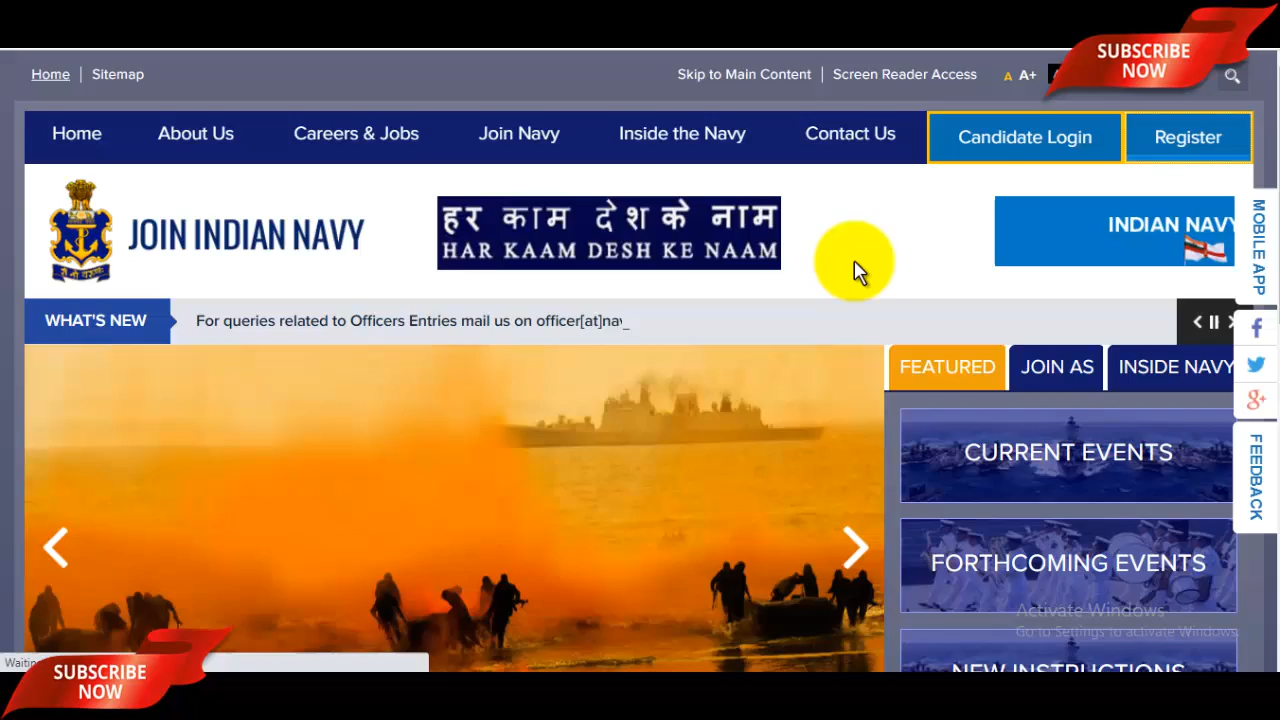 SUBSCRIBE
NOW
Home
Sitemap
Skip to Main Content
Screen Reader Access
A
A+
Home
About Us
Careers & Jobs
Join Navy
Inside the Navy
Contact Us
Candidate Login
Register
JOIN INDIAN NAVY
हर काम देश के नाम
HAR KAAM DESH KE NAAM
INDIAN NAVY
MOBILE APP
WHAT'S NEW
For queries related to Officers Entries mail us on officer[at]nav_
FEATURED
JOIN AS
INSIDE NAVY
CURRENT EVENTS
FEEDBACK
FORTHCOMING EVENTS
Activate Windows
Go to Settings to activate Windows.
NEW INSTRUCTIONS
SUBSCRIBE
NOW